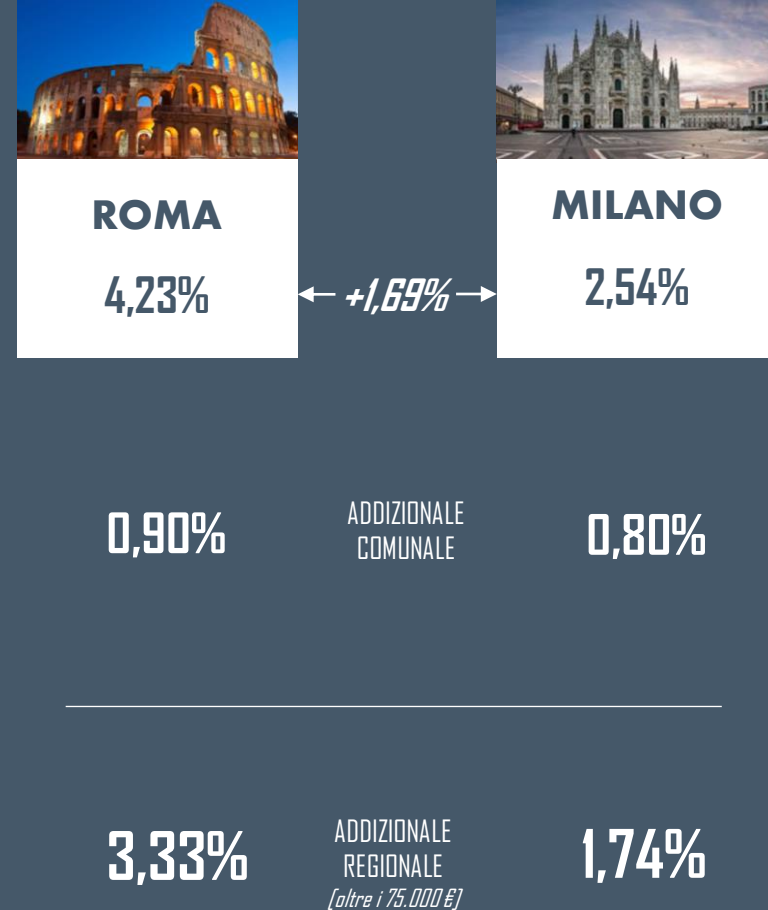 ROMA
MILANO
4,23%
+1,69%
2,54%
0,90%
ADDIZIONALE
COMUNALE
0,80%
3,33%
ADDIZIONALE
REGIONALE
[oltre i 75.000 €]
1,74%